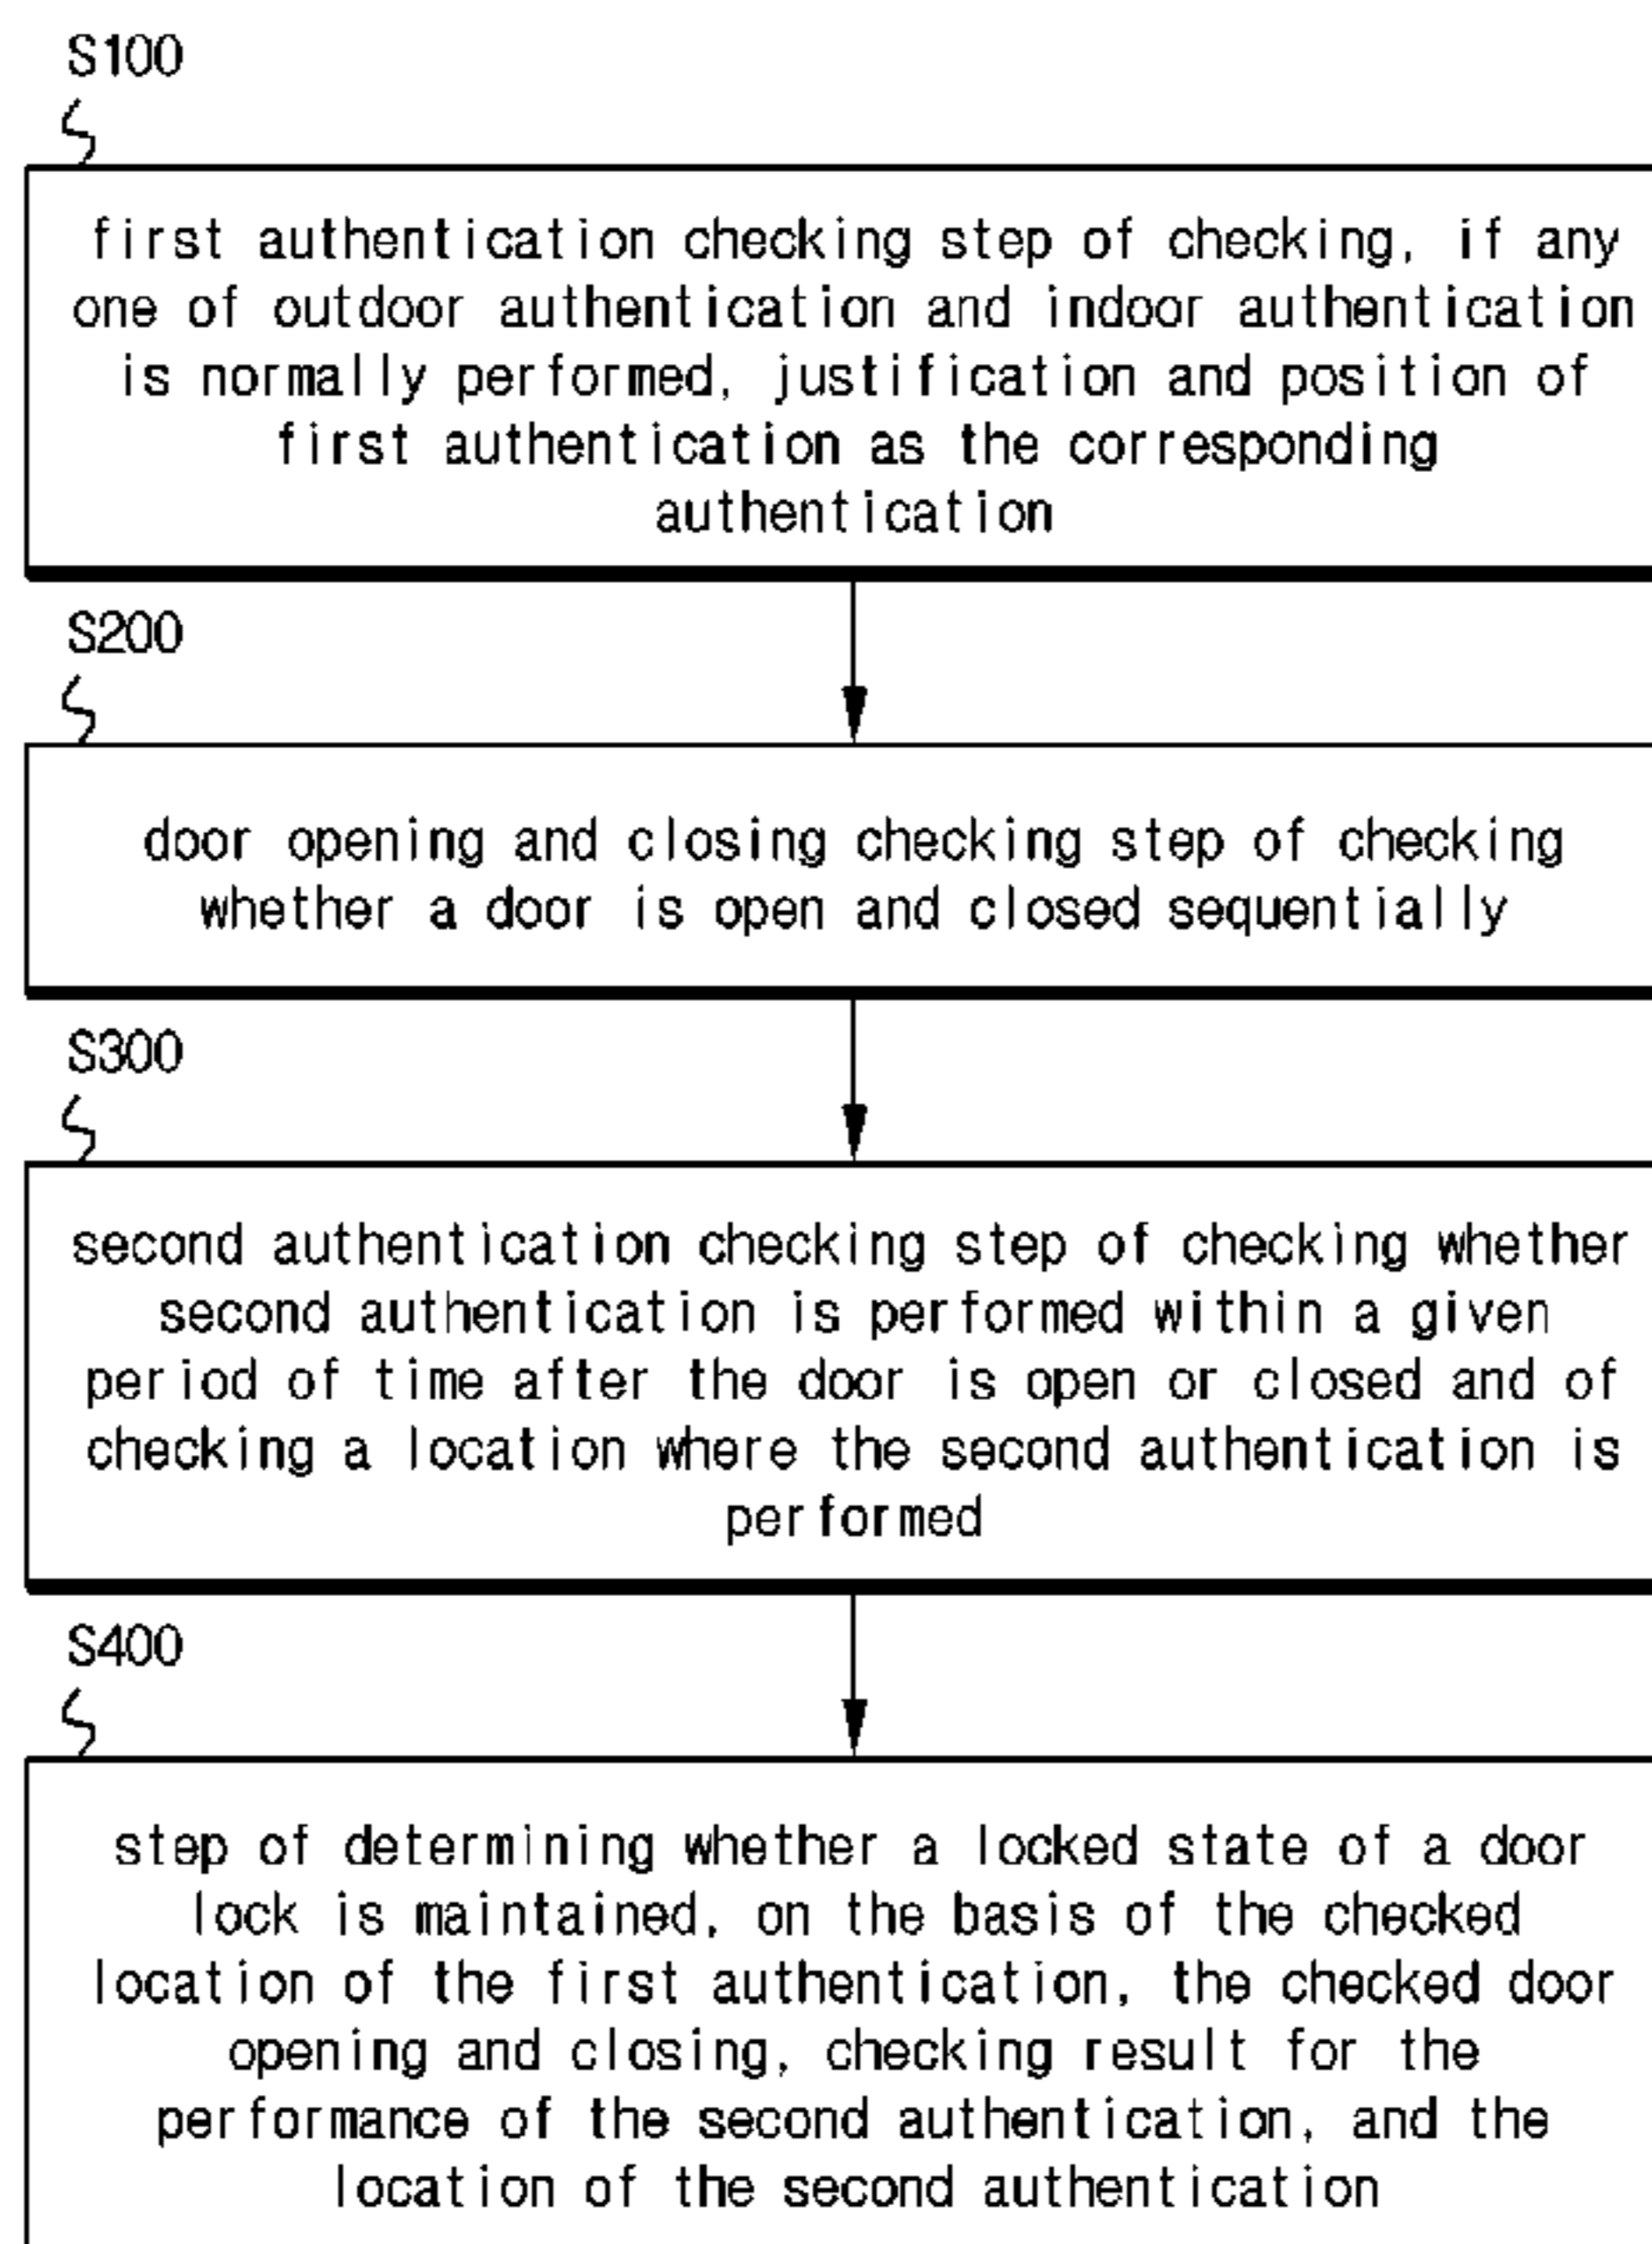 S100
first authentication checking step of checking, if any
one of outdoor authentication and indoor authentication
is normally performed, justification and position of
first authentication as the corresponding
authentication
S200
door opening and closing checking step of checking
whether a door is open and closed sequentially
S300
second authentication checking step of checking whether
second authentication is performed within a given
period of time after the door is open or closed and of
checking a location where the second authentication is
performed
S400
step of determining whether a locked state of a door
lock is maintained, on the basis of the checked
location of the first authentication, the checked door
opening and closing, checking result for the
performance of the second authentication, and the
location of the second authentication